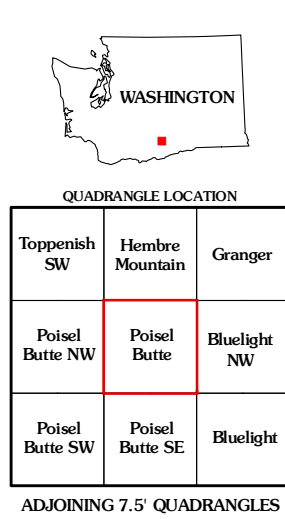 WASHINGTON
QUADRANGLE LOCATION
Toppenish
SW
Hembre
Mountain
Granger
Poisel
Butte NW
Poisel
Butte
Bluelight
NW
Poisel
Butte SW
Poisel
Butte SE
Bluelight
ADJOINING 7.5' QUADRANGLES